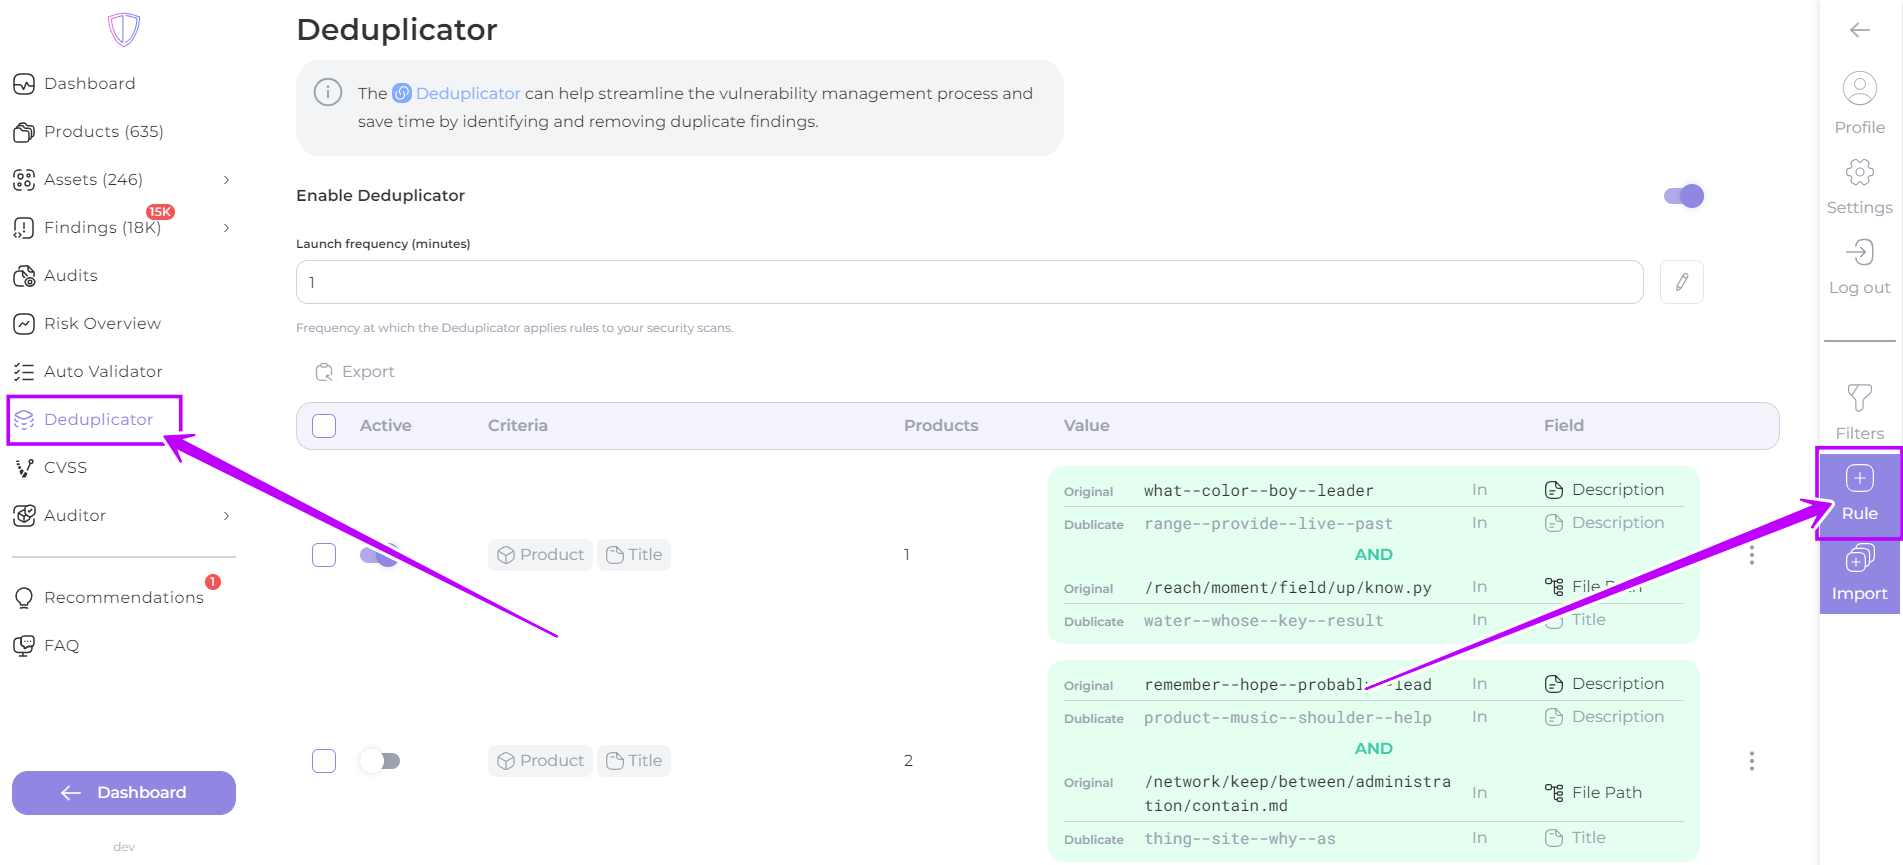 Deduplicator
The Deduplicator can help streamline the vulnerability management process and
save time by identifying and removing duplicate findings.
Dashboard
Products (635)
Assets (246)
15K
Findings (18K)
Audits
Risk Overview
Auto Validator
Deduplicator
CVSS
Auditor
1
Recommendations
FAQ
Dashboard
dev
Enable Deduplicator
Launch frequency (minutes)
1
Frequency at which the Deduplicator applies rules to your security scans.
Export
Active Criteria Products Value Field
Product Title 1
Original what--color--boy--leader In Description
Dublicate range--provide--live--past In Description
AND
Original /reach/moment/field/up/know.py In File Path
Dublicate water--whose--key--result In Title
Product Title 2
Original remember--hope--probably--lead In Description
Dublicate product--music--shoulder--help In Description
AND
Original /network/keep/between/administra
tion/contain.md In File Path
Dublicate thing--site--why--as In Title
Profile
Settings
Log out
Filters
Rule
Import